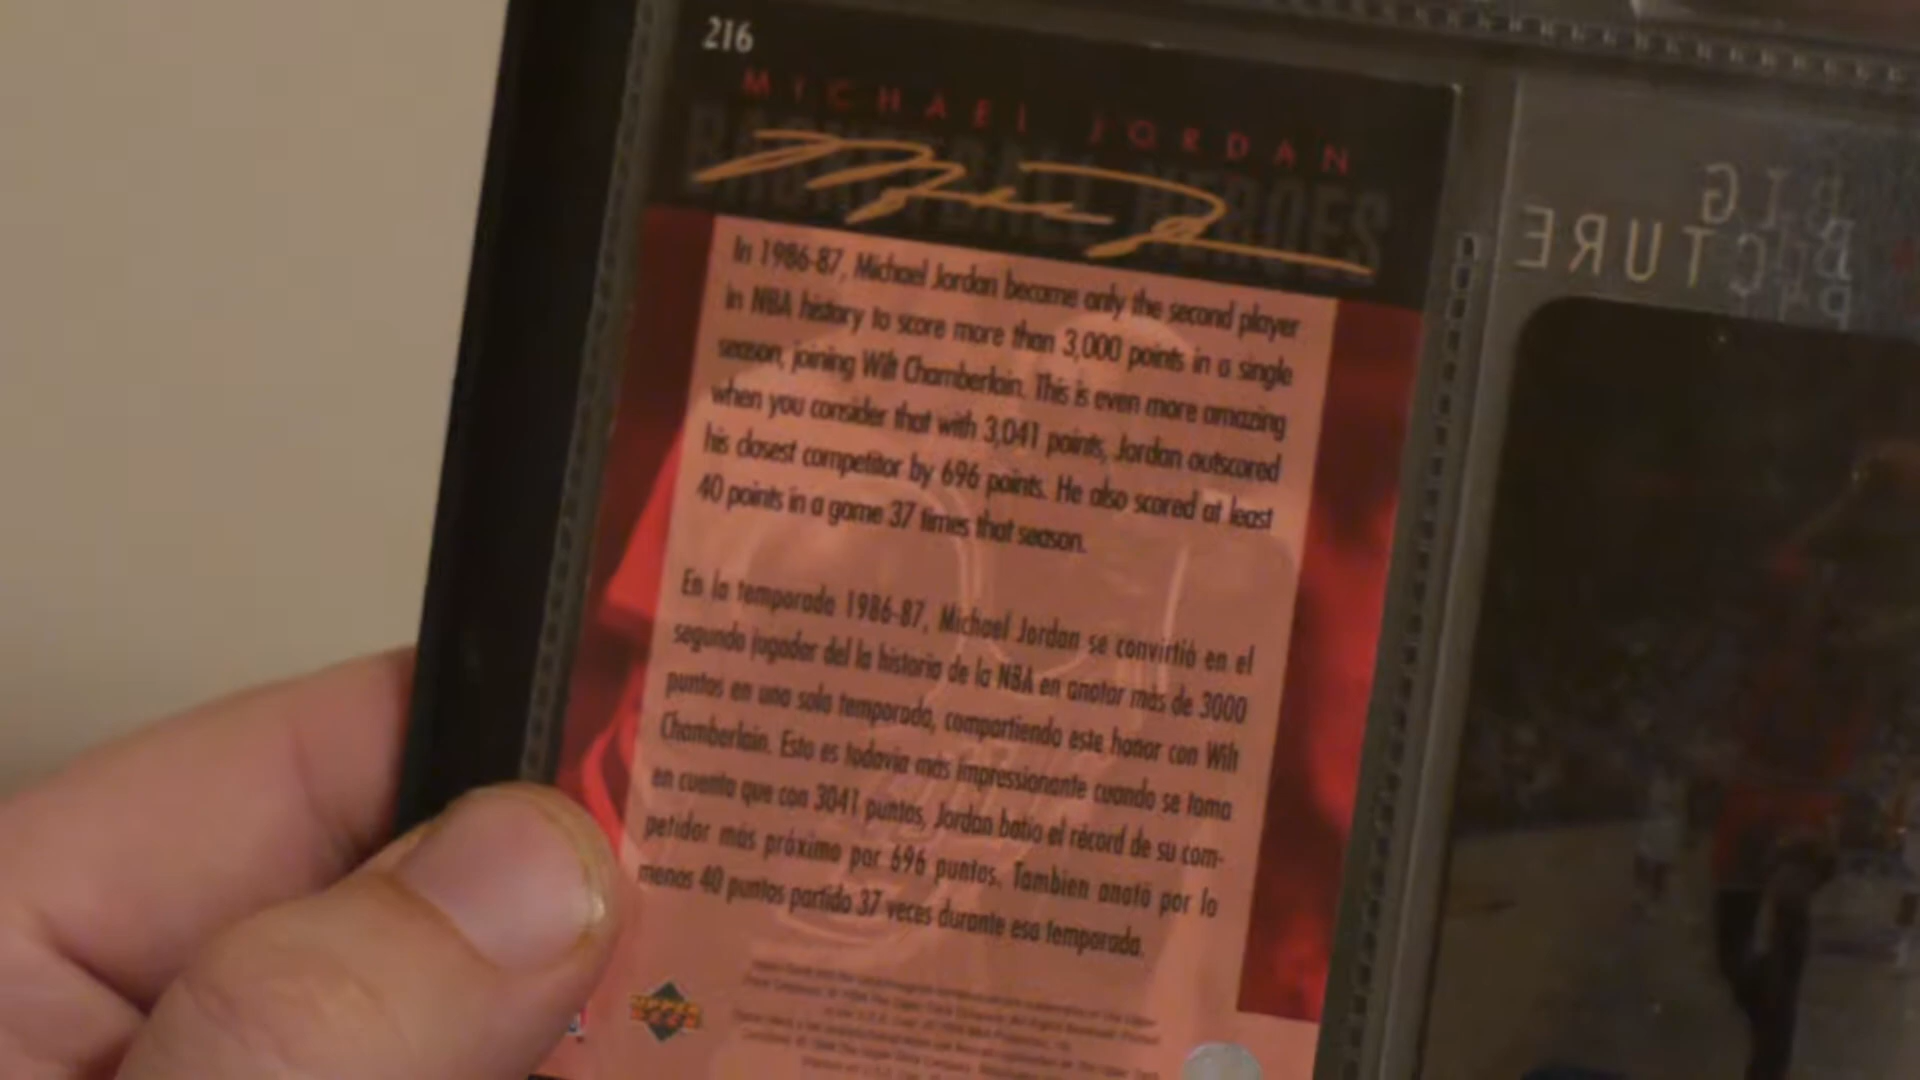 216
MICHAEL JORDAN
BASKETBALL HEROES
In 1986-87, Michael Jordan became only the second player
in NBA history to score more than 3,000 points in a single
season, joining Wilt Chamberlain. This is even more amazing
when you consider that with 3,041 points, Jordan outscored
his closest competitor by 696 points. He also scored at least
40 points in a game 37 times that season.
En la temporada 1986-87, Michael Jordan se convirtió en el
segundo jugador del la historia de la NBA en anotar más de 3000
puntos en una sola temporada, compartiendo este honor con Wilt
Chamberlain. Esto es todavía más impressionante cuando se toma
en cuenta que con 3041 puntos, Jordan batío el récord de su com-
petidor más próximo por 696 puntos. Tambien anotó por lo
menos 40 puntos partido 37 veces durante esa temporada.
UPPER DECK
BIG
PICTURE